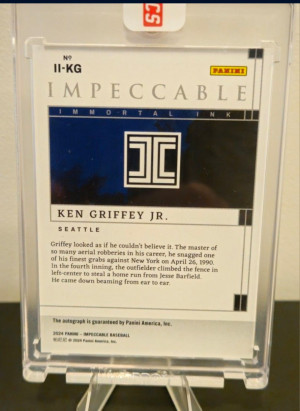 CS
Nº
II-KG
PANINI
IMPECCABLE
IMMORTAL INK
KEN GRIFFEY JR.
SEATTLE
Griffey looked as if he couldn't believe it. The master of
so many aerial robberies in his career, he snagged one
of his finest grabs against New York on April 26, 1990.
In the fourth inning, the outfielder climbed the fence in
left-center to steal a home run from Jesse Barfield.
He came down beaming from ear to ear.
The autograph is guaranteed by Panini America, Inc.
2024 PANINI – IMPECCABLE BASEBALL
Panini America, Inc.